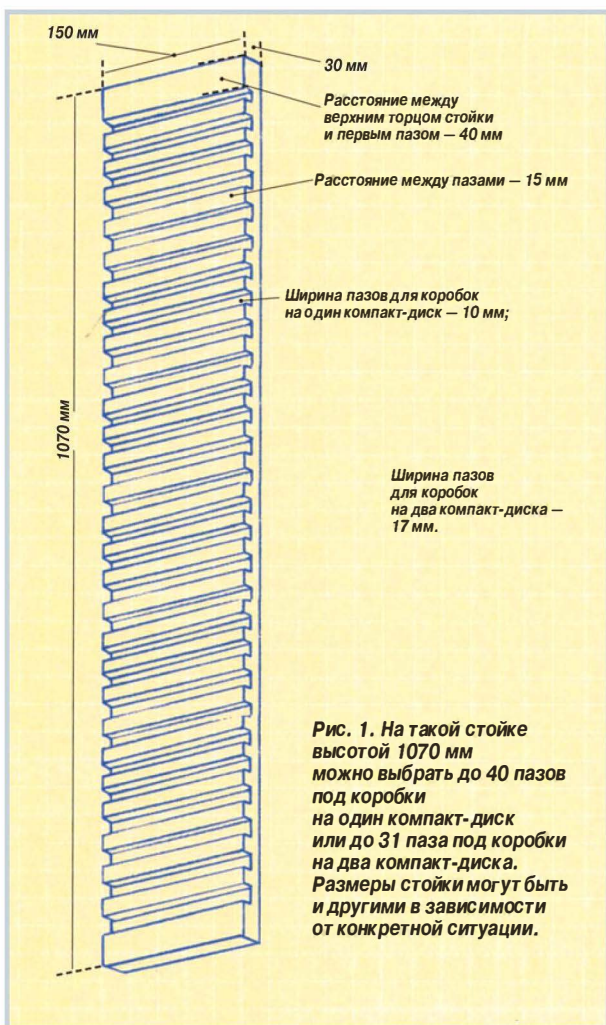 150 мм
30 мм
Расстояние между
верхним торцом стойки
и первым пазом — 40 мм
Расстояние между пазами — 15 мм
Ширина пазов для коробок
на один компакт-диск — 10 мм;
1070 мм
Ширина пазов
для коробок
на два компакт-диска —
17 мм.
Рис. 1. На такой стойке
высотой 1070 мм
можно выбрать до 40 пазов
под коробки
на один компакт-диск
или до 31 паза под коробки
на два компакт-диска.
Размеры стойки могут быть
и другими в зависимости
от конкретной ситуации.